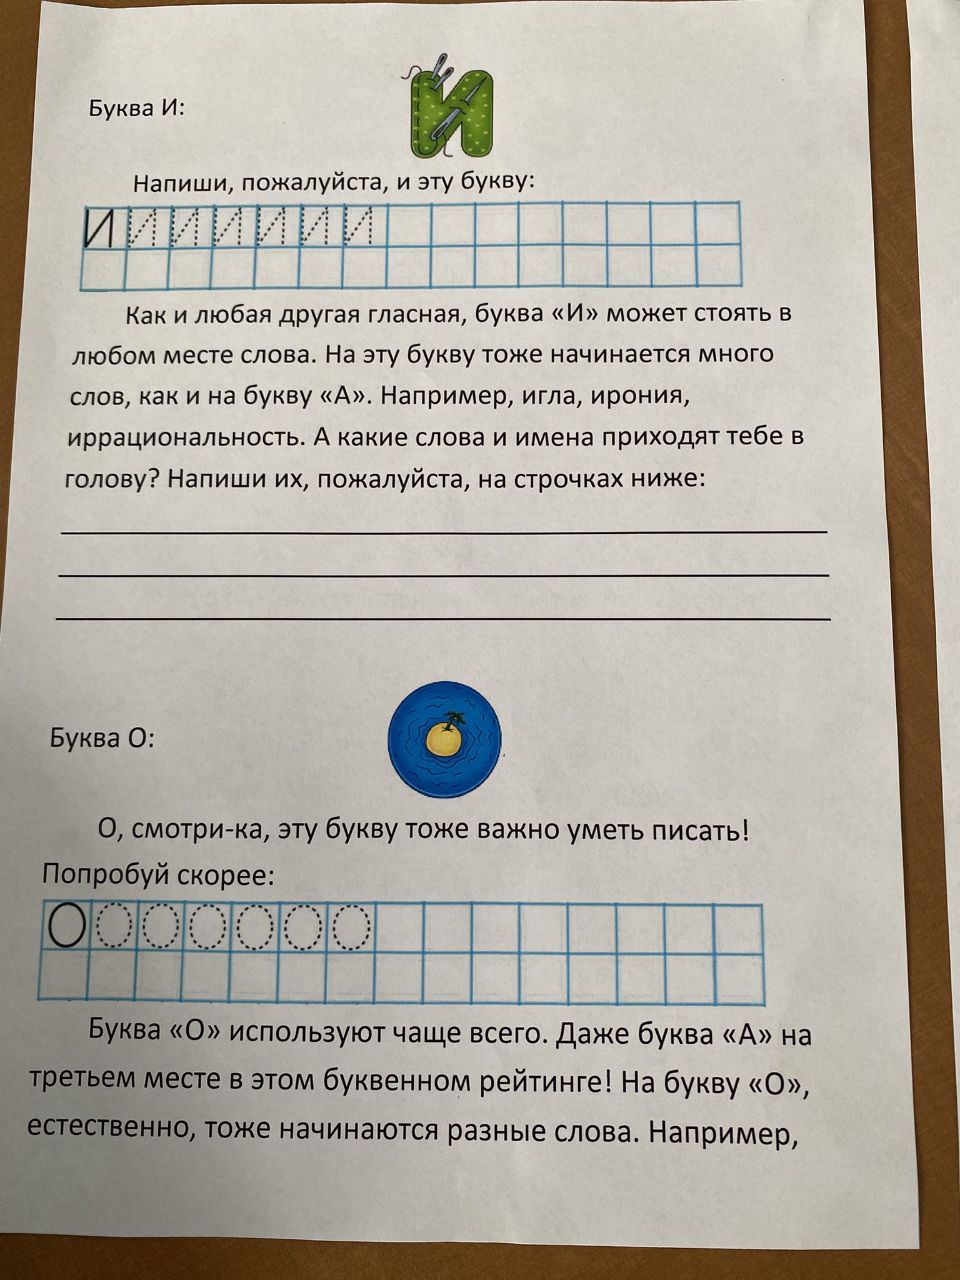 Буква И:
И
Напиши, пожалуйста, и эту букву:
И И И И И И И
Как и любая другая гласная, буква «И» может стоять в
любом месте слова. На эту букву тоже начинается много
слов, как и на букву «А». Например, игла, ирония,
иррациональность. А какие слова и имена приходят тебе в
голову? Напиши их, пожалуйста, на строчках ниже:
Буква О:
О, смотри-ка, эту букву тоже важно уметь писать!
Попробуй скорее:
О О О О О О О
Буква «О» используют чаще всего. Даже буква «А» на
третьем месте в этом буквенном рейтинге! На букву «О»,
естественно, тоже начинаются разные слова. Например,